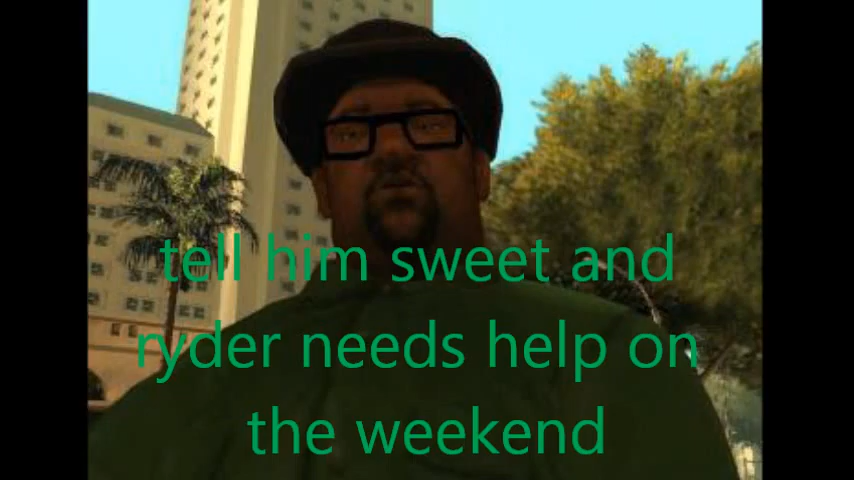 tell him sweet and
ryder needs help on
the weekend